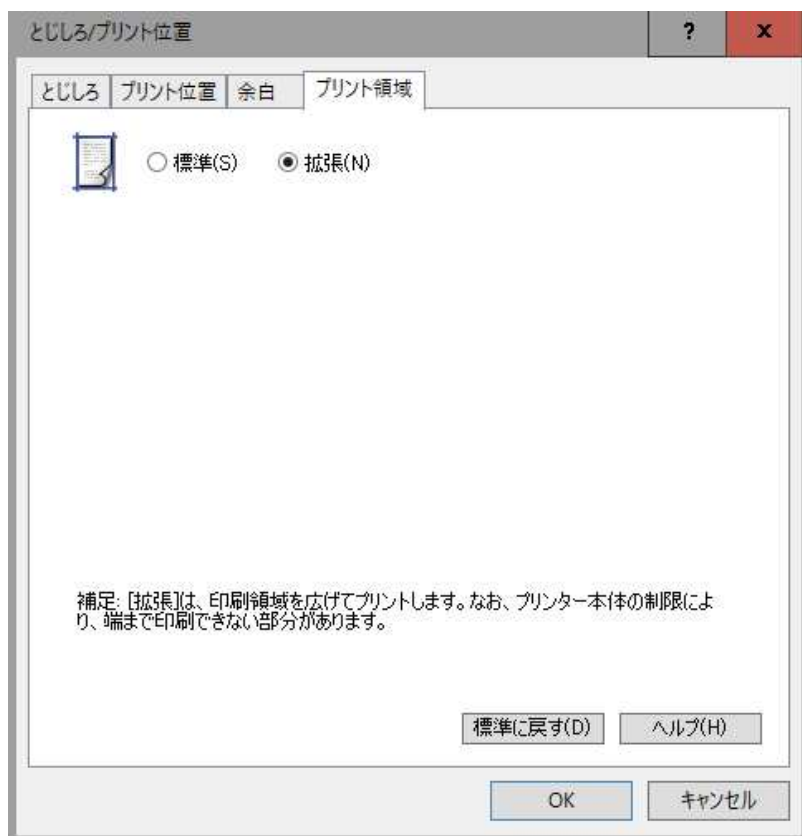 とじしろ/プリント位置 ? x
とじしろ プリント位置 余白 プリント領域
標準(S) 拡張(N)
補足: [拡張]は、印刷領域を広げてプリントします。なお、プリンター本体の制限によ
り、端まで印刷できない部分があります。
標準に戻す(D) ヘルプ(H)
OK キャンセル